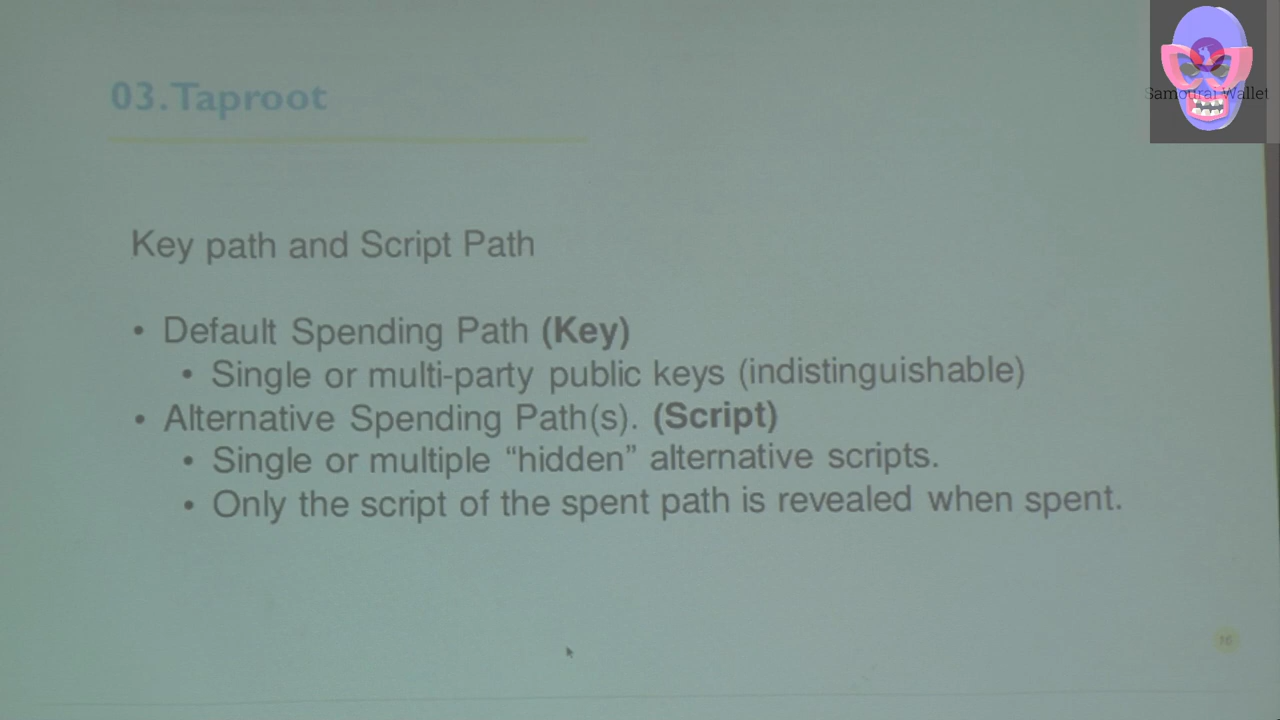 Samourai Wallet
03.Taproot
Key path and Script Path
• Default Spending Path (Key)
• Single or multi-party public keys (indistinguishable)
• Alternative Spending Path(s). (Script)
• Single or multiple “hidden” alternative scripts.
• Only the script of the spent path is revealed when spent.